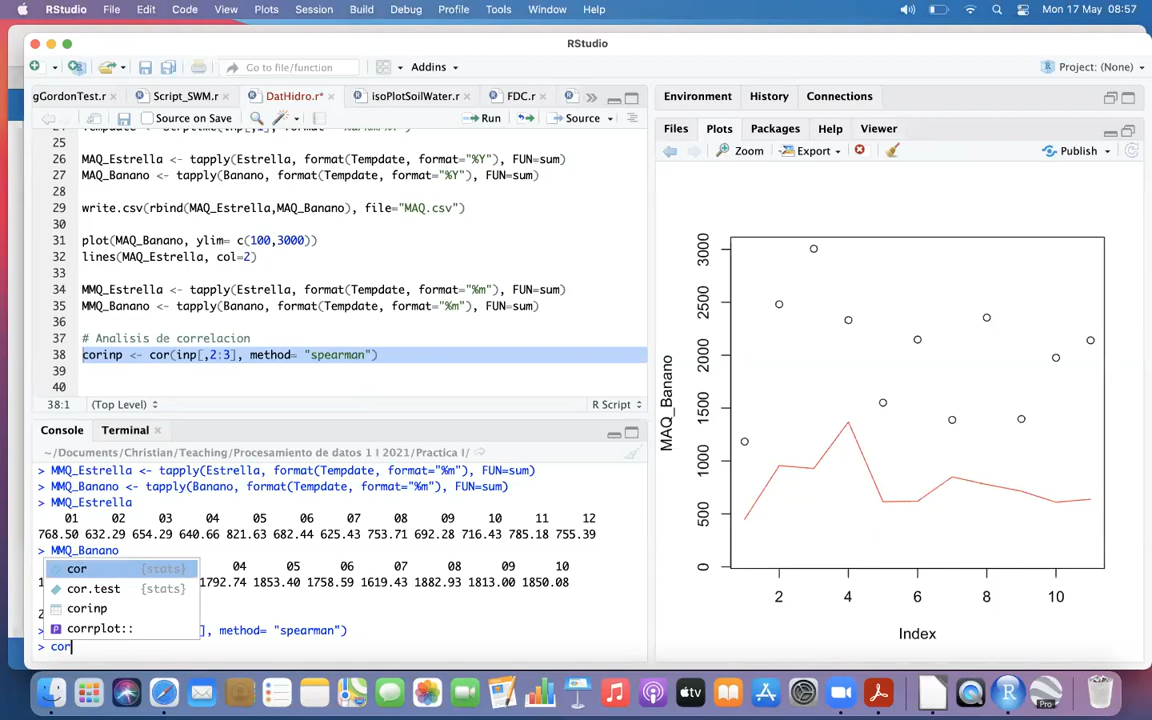 RStudio File Edit Code View Plots Session Build Debug Profile Tools Window Help Mon 17 May 08:57
RStudio
Go to file/function Addins Project: (None)
gGordonTest.r Script_SWM.r DatHidro.r* isoPlotSoilWater.r FDC.r
Source on Save Run Source
25
26 MAQ_Estrella <- tapply(Estrella, format(Tempdate, format="%Y"), FUN=sum)
27 MAQ_Banano <- tapply(Banano, format(Tempdate, format="%Y"), FUN=sum)
28
29 write.csv(rbind(MAQ_Estrella,MAQ_Banano), file="MAQ.csv")
30
31 plot(MAQ_Banano, ylim= c(100,3000))
32 lines(MAQ_Estrella, col=2)
33
34 MMQ_Estrella <- tapply(Estrella, format(Tempdate, format="%m"), FUN=sum)
35 MMQ_Banano <- tapply(Banano, format(Tempdate, format="%m"), FUN=sum)
36
37 # Analisis de correlacion
38 corinp <- cor(inp[,2:3], method= "spearman")
39
40
38:1 (Top Level) R Script
Console Terminal
~/Documents/Christian/Teaching/Procesamiento de datos 1 I 2021/Practica I/
> MMQ_Estrella <- tapply(Estrella, format(Tempdate, format="%m"), FUN=sum)
> MMQ_Banano <- tapply(Banano, format(Tempdate, format="%m"), FUN=sum)
> MMQ_Estrella
01 02 03 04 05 06 07 08 09 10 11 12
768.50 632.29 654.29 640.66 821.63 682.44 625.43 753.71 692.28 716.43 785.18 755.39
> MMQ_Banano
04 05 06 07 08 09 10
1792.74 1853.40 1758.59 1619.43 1882.93 1813.00 1850.08
2
> ], method= "spearman")
> cor
cor {stats}
cor.test {stats}
corinp
corrplot::
Environment History Connections
Files Plots Packages Help Viewer
Zoom Export Publish
MAQ_Banano
3000
2500
2000
1500
1000
500
0
2 4 6 8 10
Index
tv
Pro